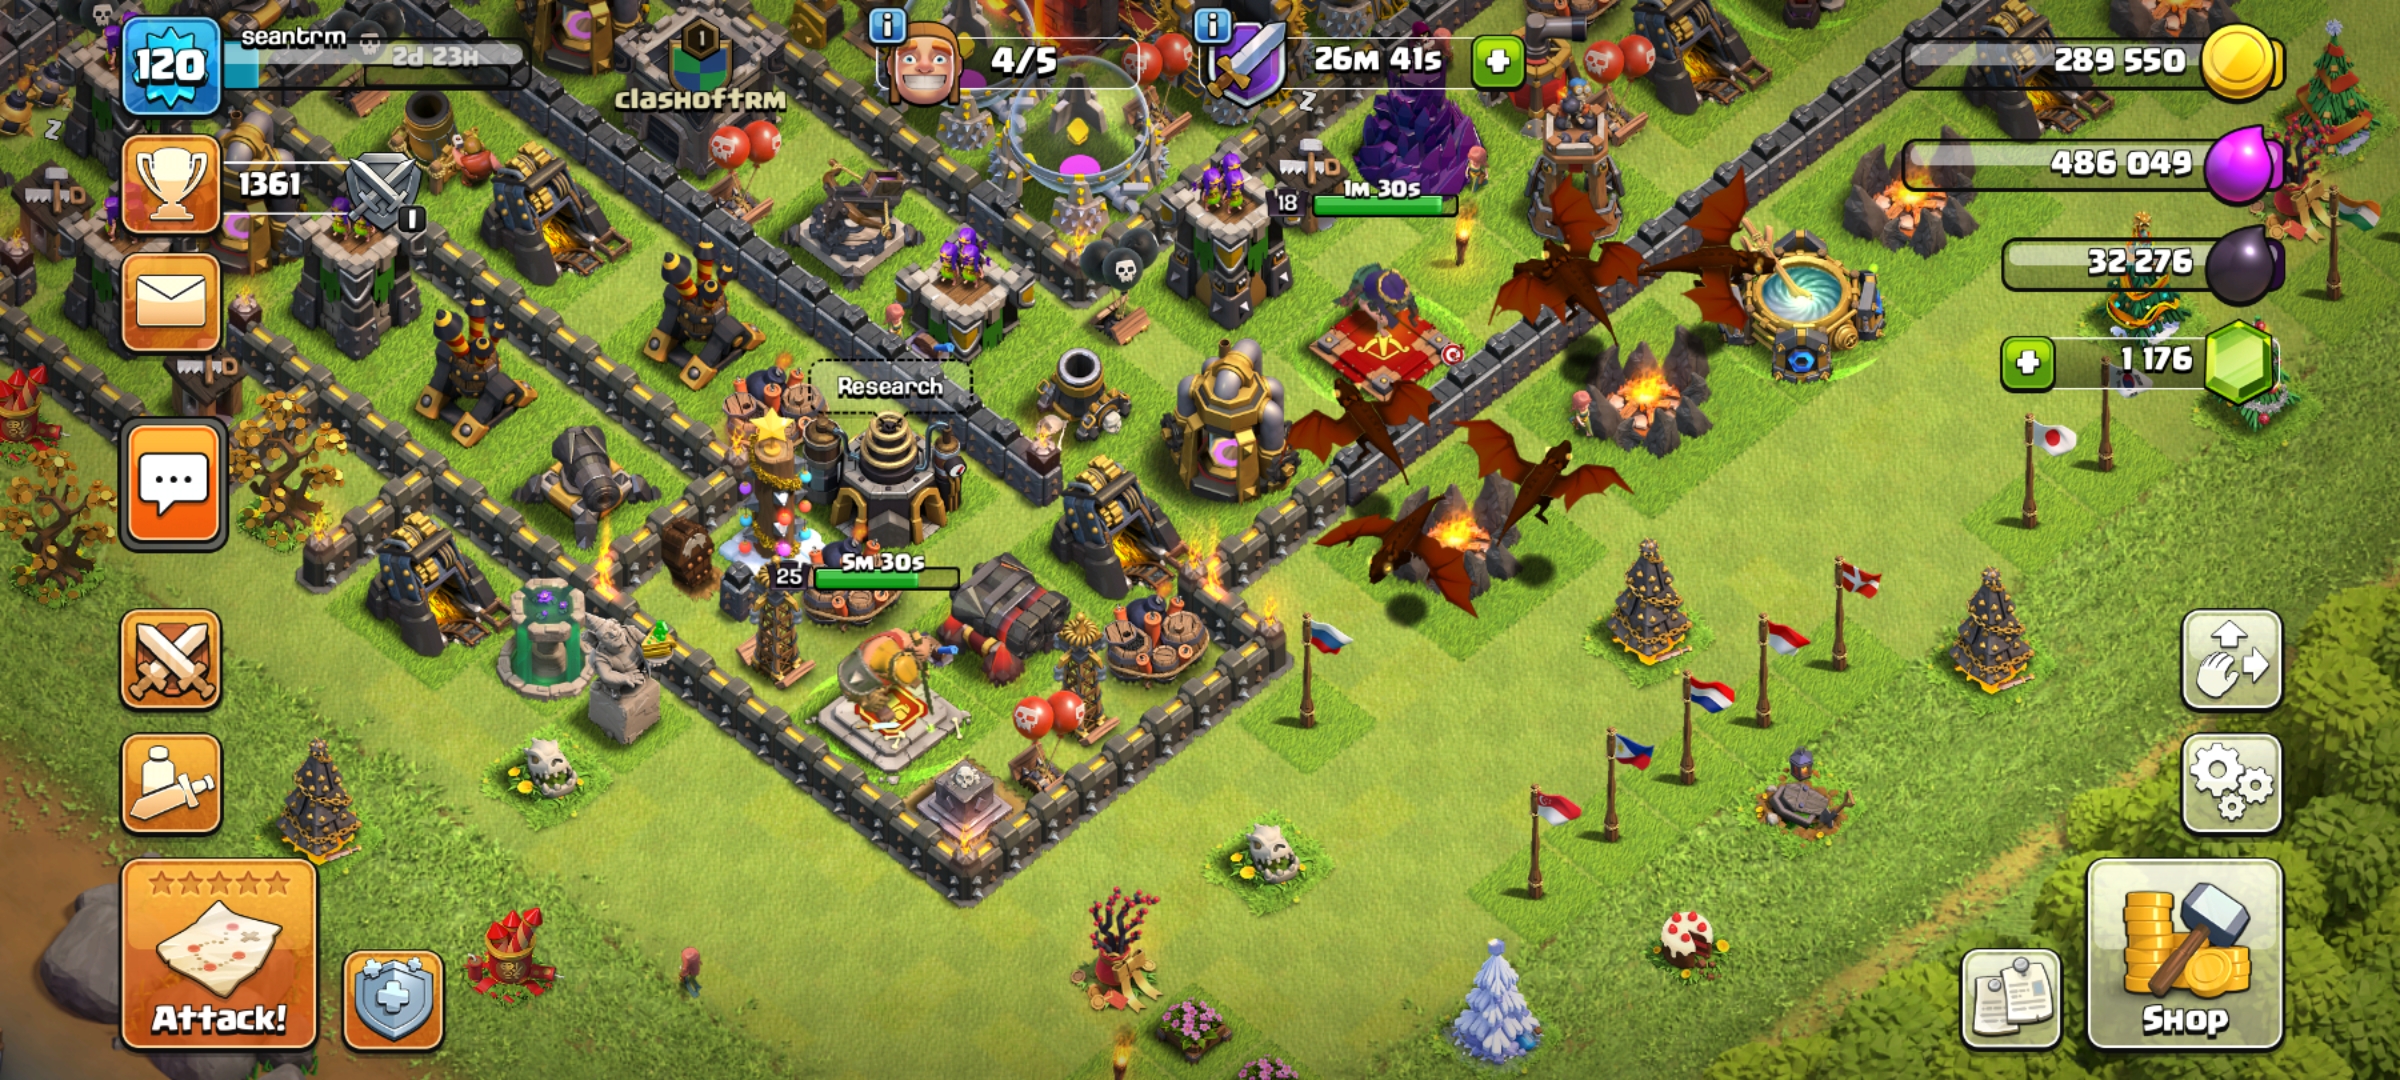 120
seantrm
2d 23h
1
clashoftrm
4/5
26m 41s
289 550
1361
I
486 049
18
1m 30s
32 276
1 176
Research
25
5m 30s
Attack!
Shop